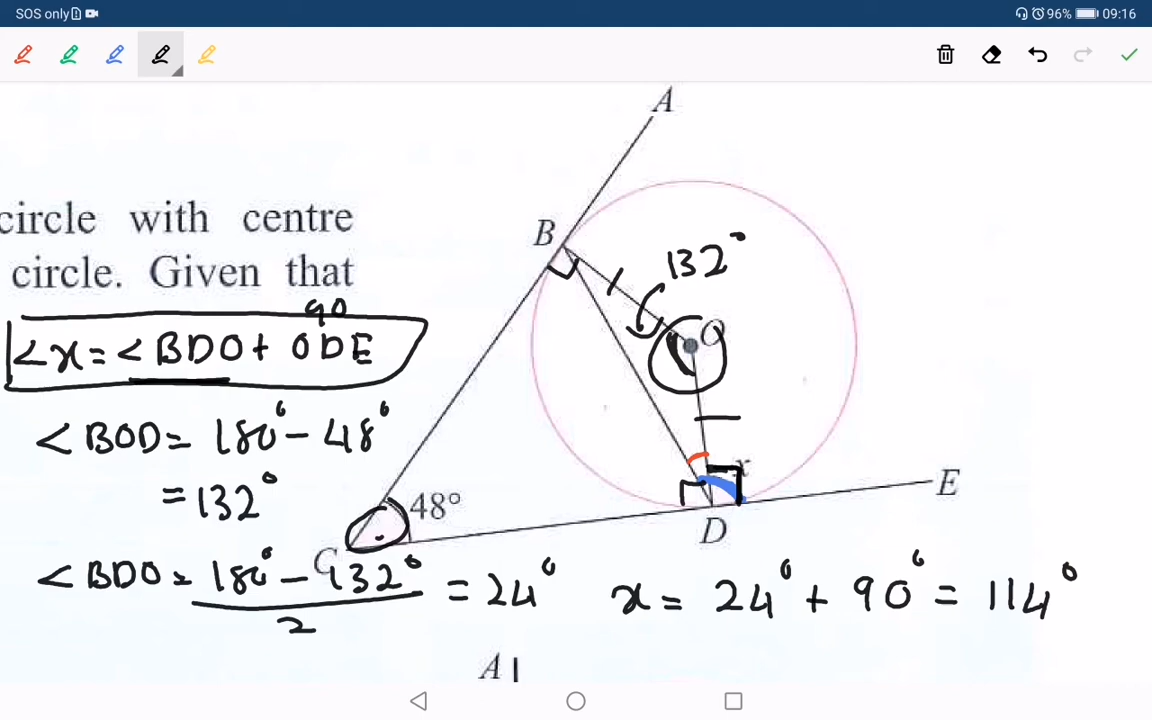 SOS only 96% 09:16
A
circle with centre
B
132°
circle. Given that
90
O
<x = <BDO + ODE
<BOD = 180° - 48°
x
= 132°
48°
E
D
C
<BDO = 180° - 132° = 24°
2
x = 24° + 90° = 114°
A